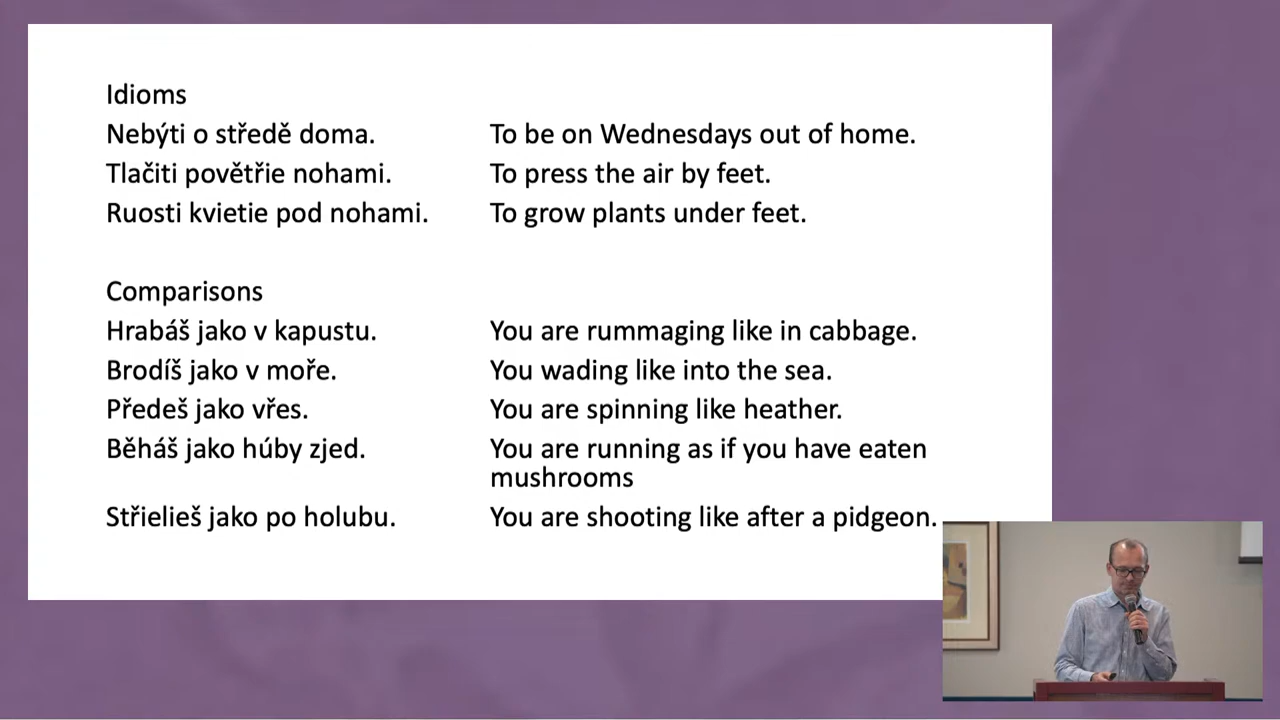 Idioms
Nebýti o středě doma. To be on Wednesdays out of home.
Tlačiti povětřie nohami. To press the air by feet.
Ruosti kvietie pod nohami. To grow plants under feet.
Comparisons
Hrabáš jako v kapustu. You are rummaging like in cabbage.
Brodíš jako v moře. You wading like into the sea.
Předeš jako vřes. You are spinning like heather.
Běháš jako húby zjed. You are running as if you have eaten
mushrooms
Střielieš jako po holubu. You are shooting like after a pidgeon.